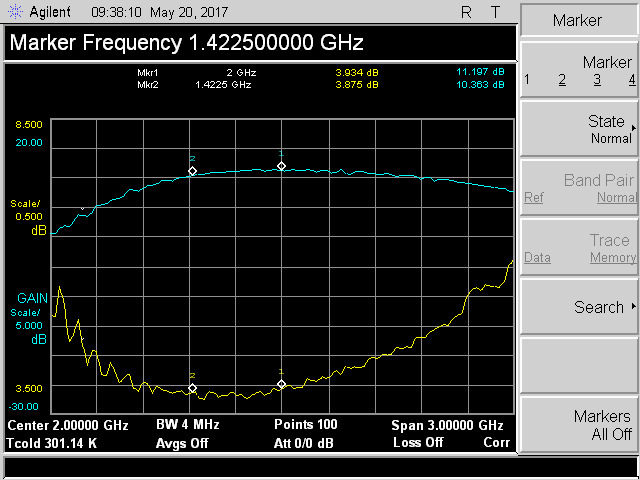 Agilent 09:38:10 May 20, 2017 R T
Marker
Marker Frequency 1.422500000 GHz
Mkr1 2 GHz 3.934 dB 11.197 dB
Mkr2 1.4225 GHz 3.875 dB 10.363 dB
Marker
1 2 3 4
8.500
20.00
State
Normal
2 1
Band Pair
Ref Normal
Scale/
0.500
dB
Trace
Data Memory
GAIN
Scale/
5.000
dB
Search
2 1
3.500
-30.00
Markers
All Off
Center 2.00000 GHz BW 4 MHz Points 100 Span 3.00000 GHz
Tcold 301.14 K Avgs Off Att 0/0 dB Loss Off Corr